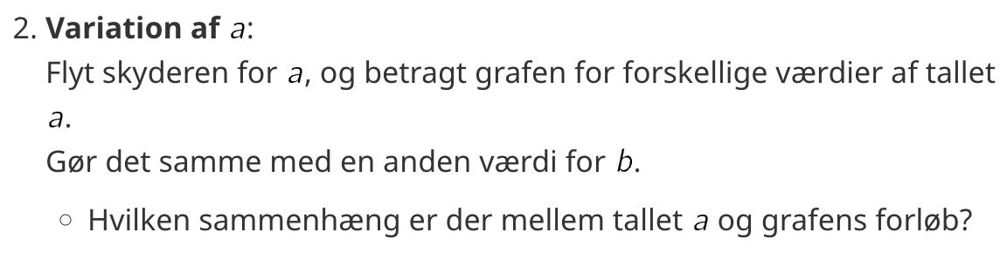 2. Variation af a:
Flyt skyderen for a, og betragt grafen for forskellige værdier af tallet
a.
Gør det samme med en anden værdi for b.
○ Hvilken sammenhæng er der mellem tallet a og grafens forløb?